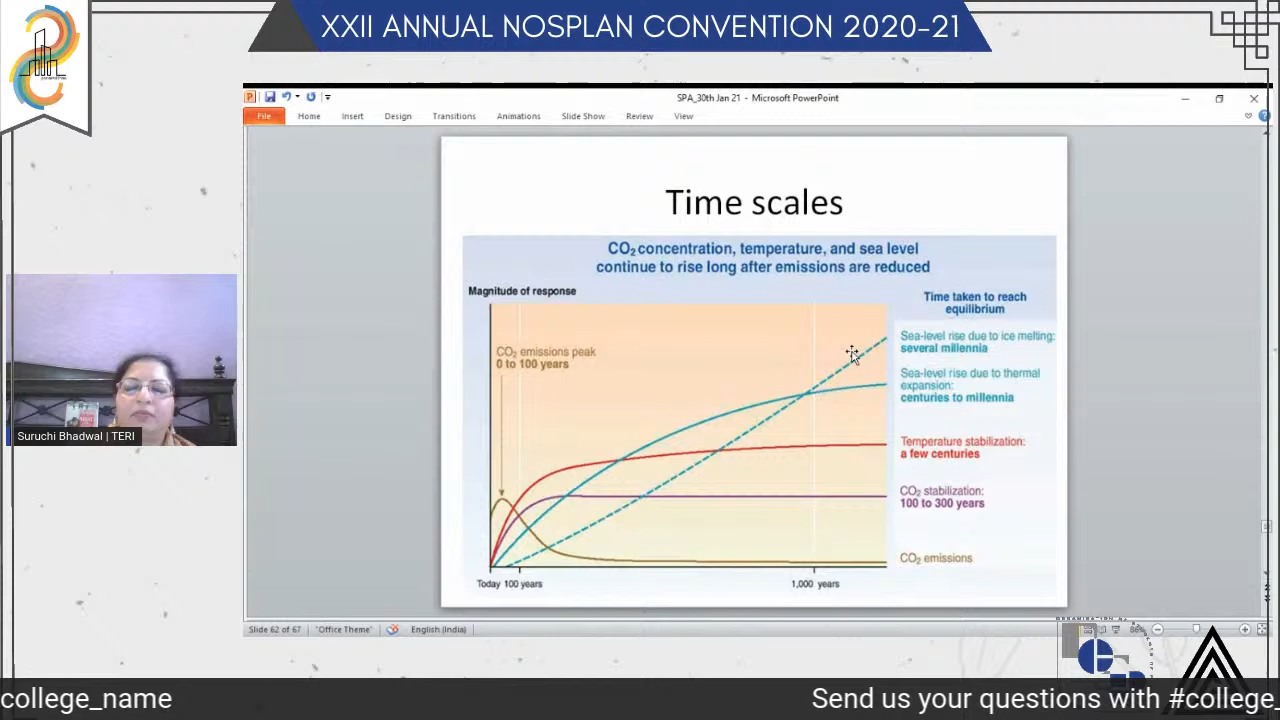 XXII ANNUAL NOSPLAN CONVENTION 2020-21
SPA_30th Jan 21 - Microsoft PowerPoint
File Home Insert Design Transitions Animations Slide Show Review View
Time scales
CO2 concentration, temperature, and sea level
continue to rise long after emissions are reduced
Magnitude of response
Time taken to reach
equilibrium
CO2 emissions peak
0 to 100 years
Sea-level rise due to ice melting:
several millennia
Sea-level rise due to thermal
expansion:
centuries to millennia
Temperature stabilization:
a few centuries
CO2 stabilization:
100 to 300 years
CO2 emissions
Today 100 years
1,000 years
Suruchi Bhadwal | TERI
Slide 62 of 67 "Office Theme" English (India)
college_name
Send us your questions with #college_